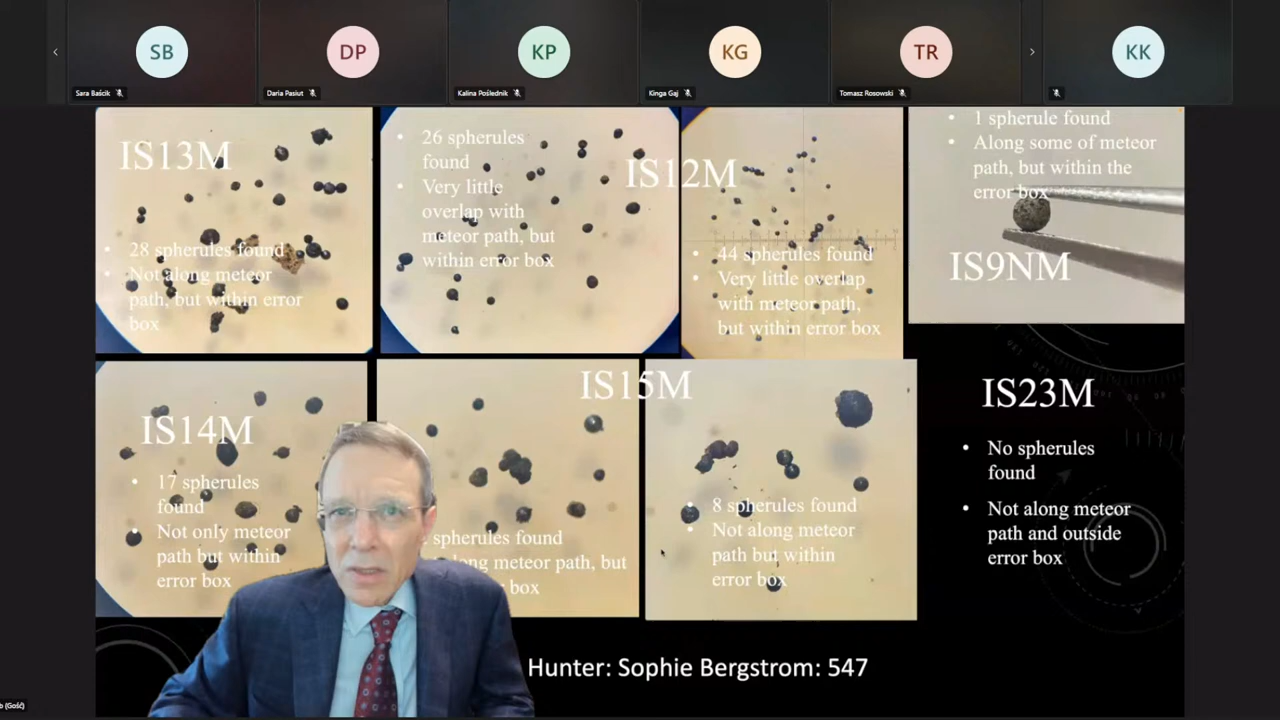 SB
DP
KP
KG
TR
KK
Sara Baścik
Daria Pasiut
Kalina Poślednik
Kinga Gaj
Tomasz Rosowski
IS13M
• 28 spherules found
• Not along meteor
path, but within error
box
• 26 spherules
found
• Very little
overlap with
meteor path, but
within error box
IS12M
• 44 spherules found
• Very little overlap
with meteor path,
but within error box
• 1 spherule found
• Along some of meteor
path, but within the
error box
IS9NM
IS14M
• 17 spherules
found
• Not only meteor
path but within
error box
IS15M
spherules found
meteor path, but
box
• 8 spherules found
• Not along meteor
path but within
error box
IS23M
• No spherules
found
• Not along meteor
path and outside
error box
Hunter: Sophie Bergstrom: 547
(Gość)